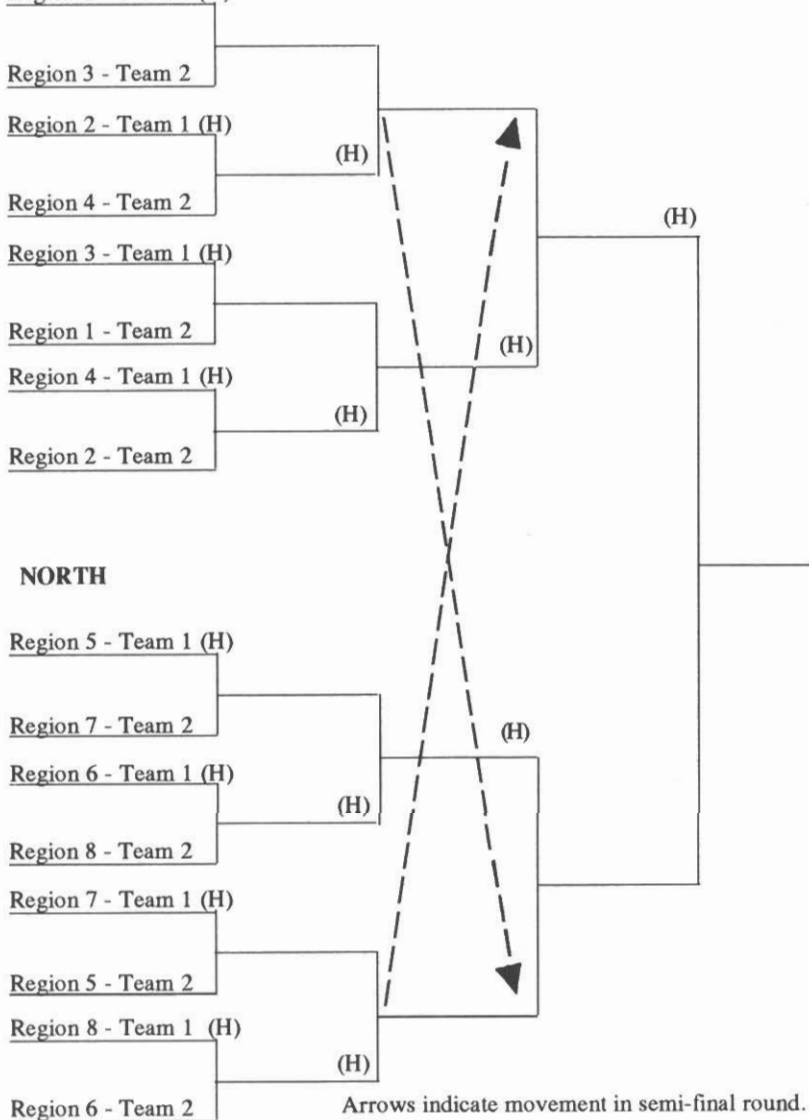 Region 3 - Team 2
Region 2 - Team 1 (H)
(H)
Region 4 - Team 2
(H)
Region 3 - Team 1 (H)
Region 1 - Team 2
(H)
Region 4 - Team 1 (H)
(H)
Region 2 - Team 2
NORTH
Region 5 - Team 1 (H)
Region 7 - Team 2
(H)
Region 6 - Team 1 (H)
(H)
Region 8 - Team 2
Region 7 - Team 1 (H)
Region 5 - Team 2
Region 8 - Team 1 (H)
(H)
Region 6 - Team 2
Arrows indicate movement in semi-final round.